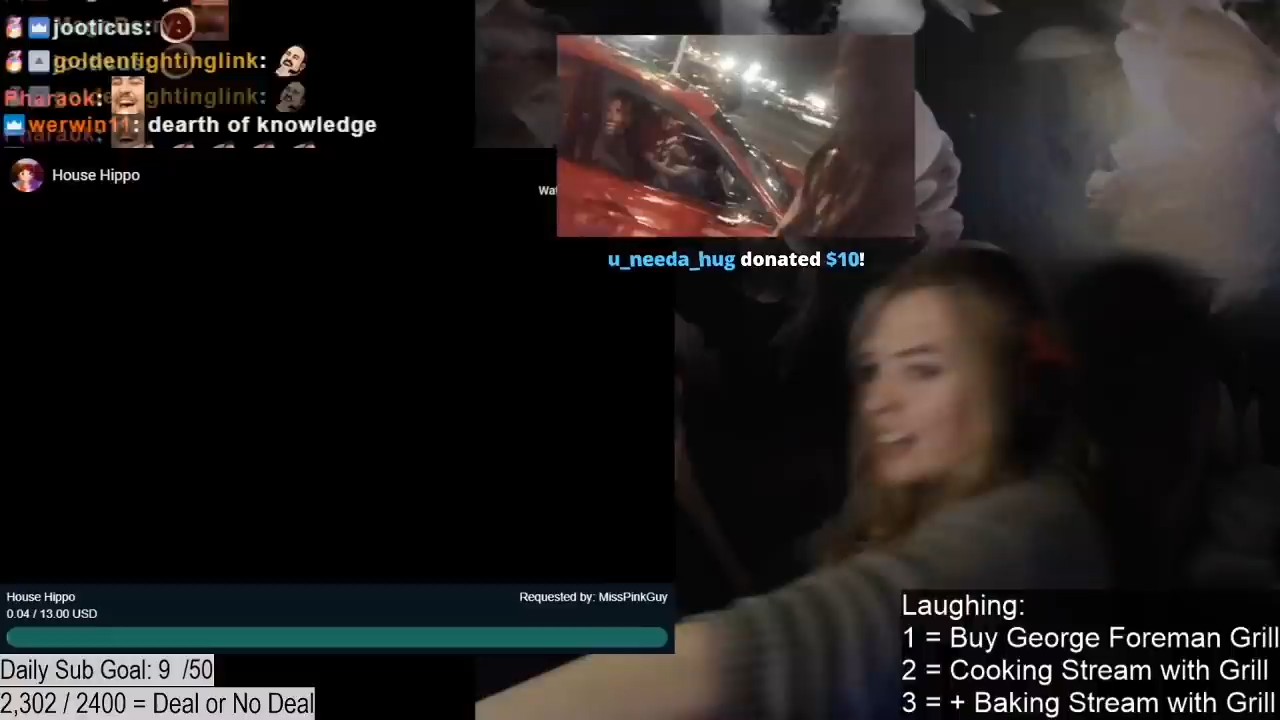 jooticus:
goldenfightinglink:
Pharaok:
werwin11: dearth of knowledge
House Hippo
Wat
u_needa_hug donated $10!
House Hippo
Requested by: MissPinkGuy
0.04 / 13.00 USD
Daily Sub Goal: 9 /50
2,302 / 2400 = Deal or No Deal
Laughing:
1 = Buy George Foreman Grill
2 = Cooking Stream with Grill
3 = + Baking Stream with Grill